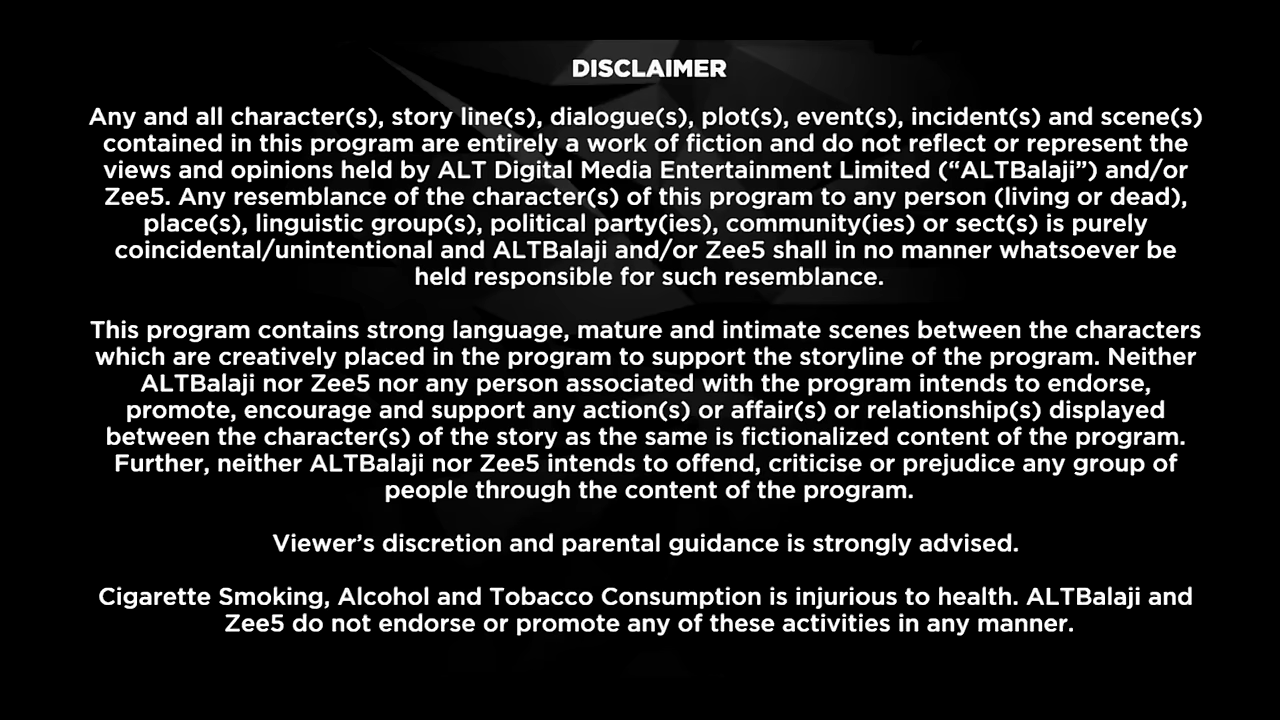 DISCLAIMER
Any and all character(s), story line(s), dialogue(s), plot(s), event(s), incident(s) and scene(s)
contained in this program are entirely a work of fiction and do not reflect or represent the
views and opinions held by ALT Digital Media Entertainment Limited (“ALTBalaji”) and/or
Zee5. Any resemblance of the character(s) of this program to any person (living or dead),
place(s), linguistic group(s), political party(ies), community(ies) or sect(s) is purely
coincidental/unintentional and ALTBalaji and/or Zee5 shall in no manner whatsoever be
held responsible for such resemblance.
This program contains strong language, mature and intimate scenes between the characters
which are creatively placed in the program to support the storyline of the program. Neither
ALTBalaji nor Zee5 nor any person associated with the program intends to endorse,
promote, encourage and support any action(s) or affair(s) or relationship(s) displayed
between the character(s) of the story as the same is fictionalized content of the program.
Further, neither ALTBalaji nor Zee5 intends to offend, criticise or prejudice any group of
people through the content of the program.
Viewer’s discretion and parental guidance is strongly advised.
Cigarette Smoking, Alcohol and Tobacco Consumption is injurious to health. ALTBalaji and
Zee5 do not endorse or promote any of these activities in any manner.